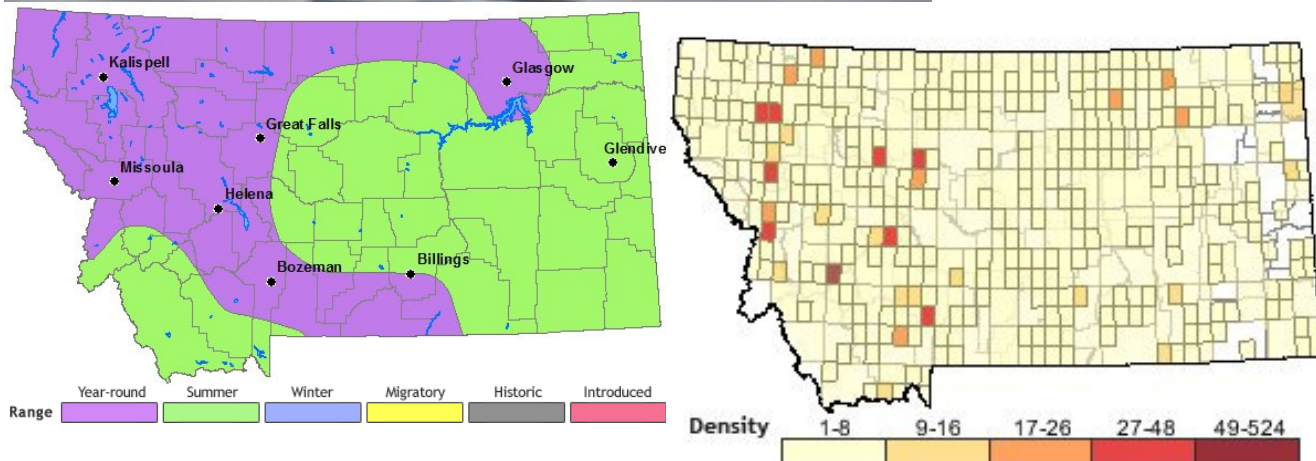 Kalispell
Glasgow
Great Falls
Glendive
Missoula
Helena
Bozeman
Billings
Year-round Summer Winter Migratory Historic Introduced
Range
Density 1-8 9-16 17-26 27-48 49-524